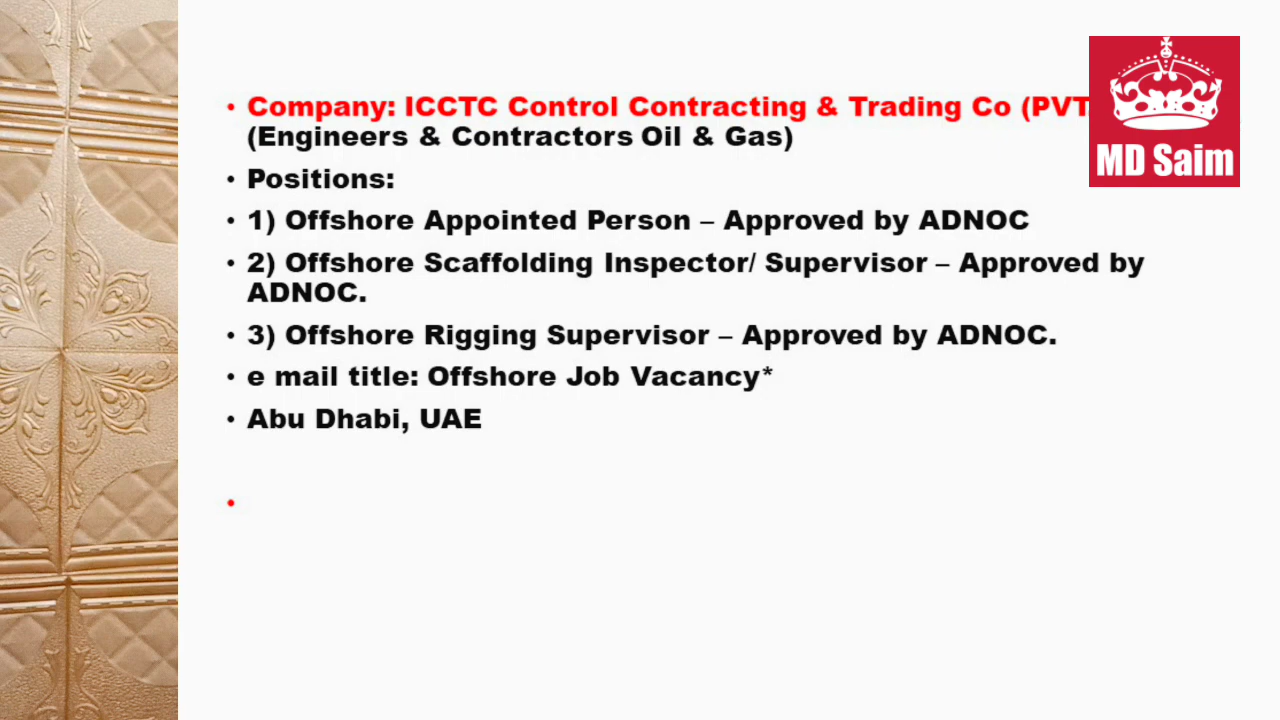 • Company: ICCTC Control Contracting & Trading Co (PVT
(Engineers & Contractors Oil & Gas)
• Positions:
• 1) Offshore Appointed Person – Approved by ADNOC
• 2) Offshore Scaffolding Inspector/ Supervisor – Approved by
ADNOC.
• 3) Offshore Rigging Supervisor – Approved by ADNOC.
• e mail title: Offshore Job Vacancy*
• Abu Dhabi, UAE
•
MD Saim